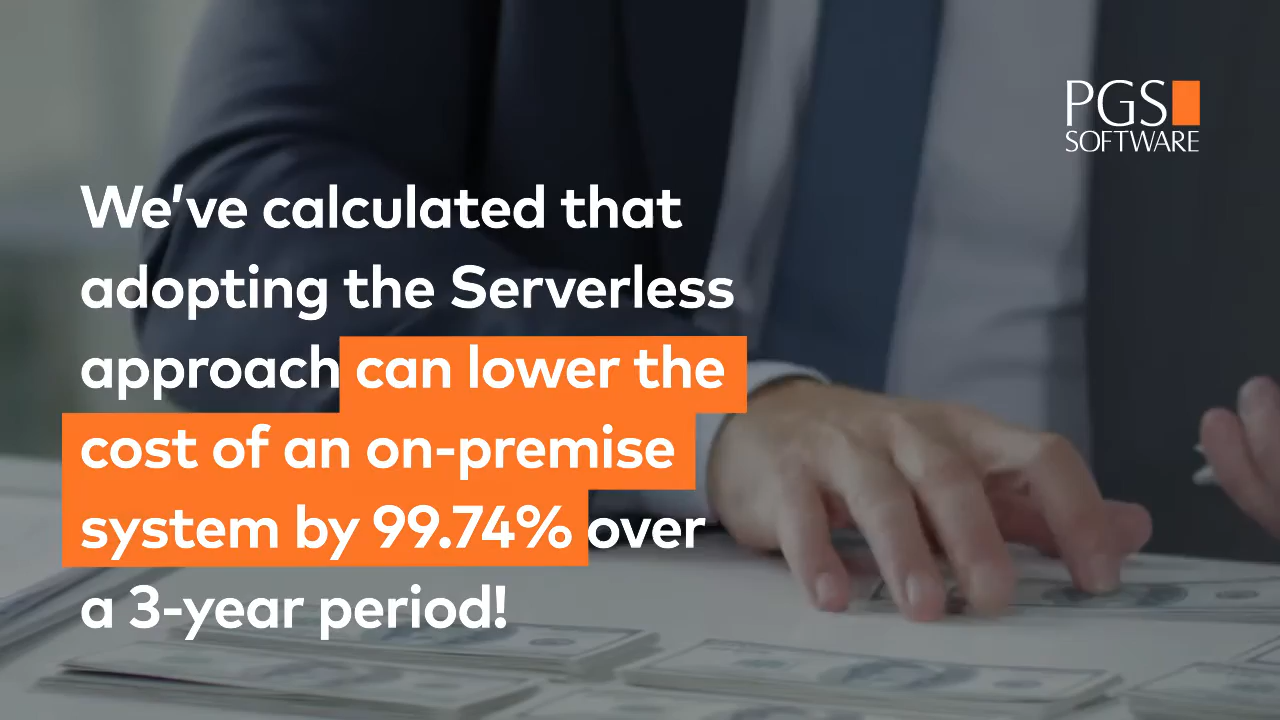 PGS
SOFTWARE
We've calculated that
adopting the Serverless
approach can lower the
cost of an on-premise
system by 99.74% over
a 3-year period!